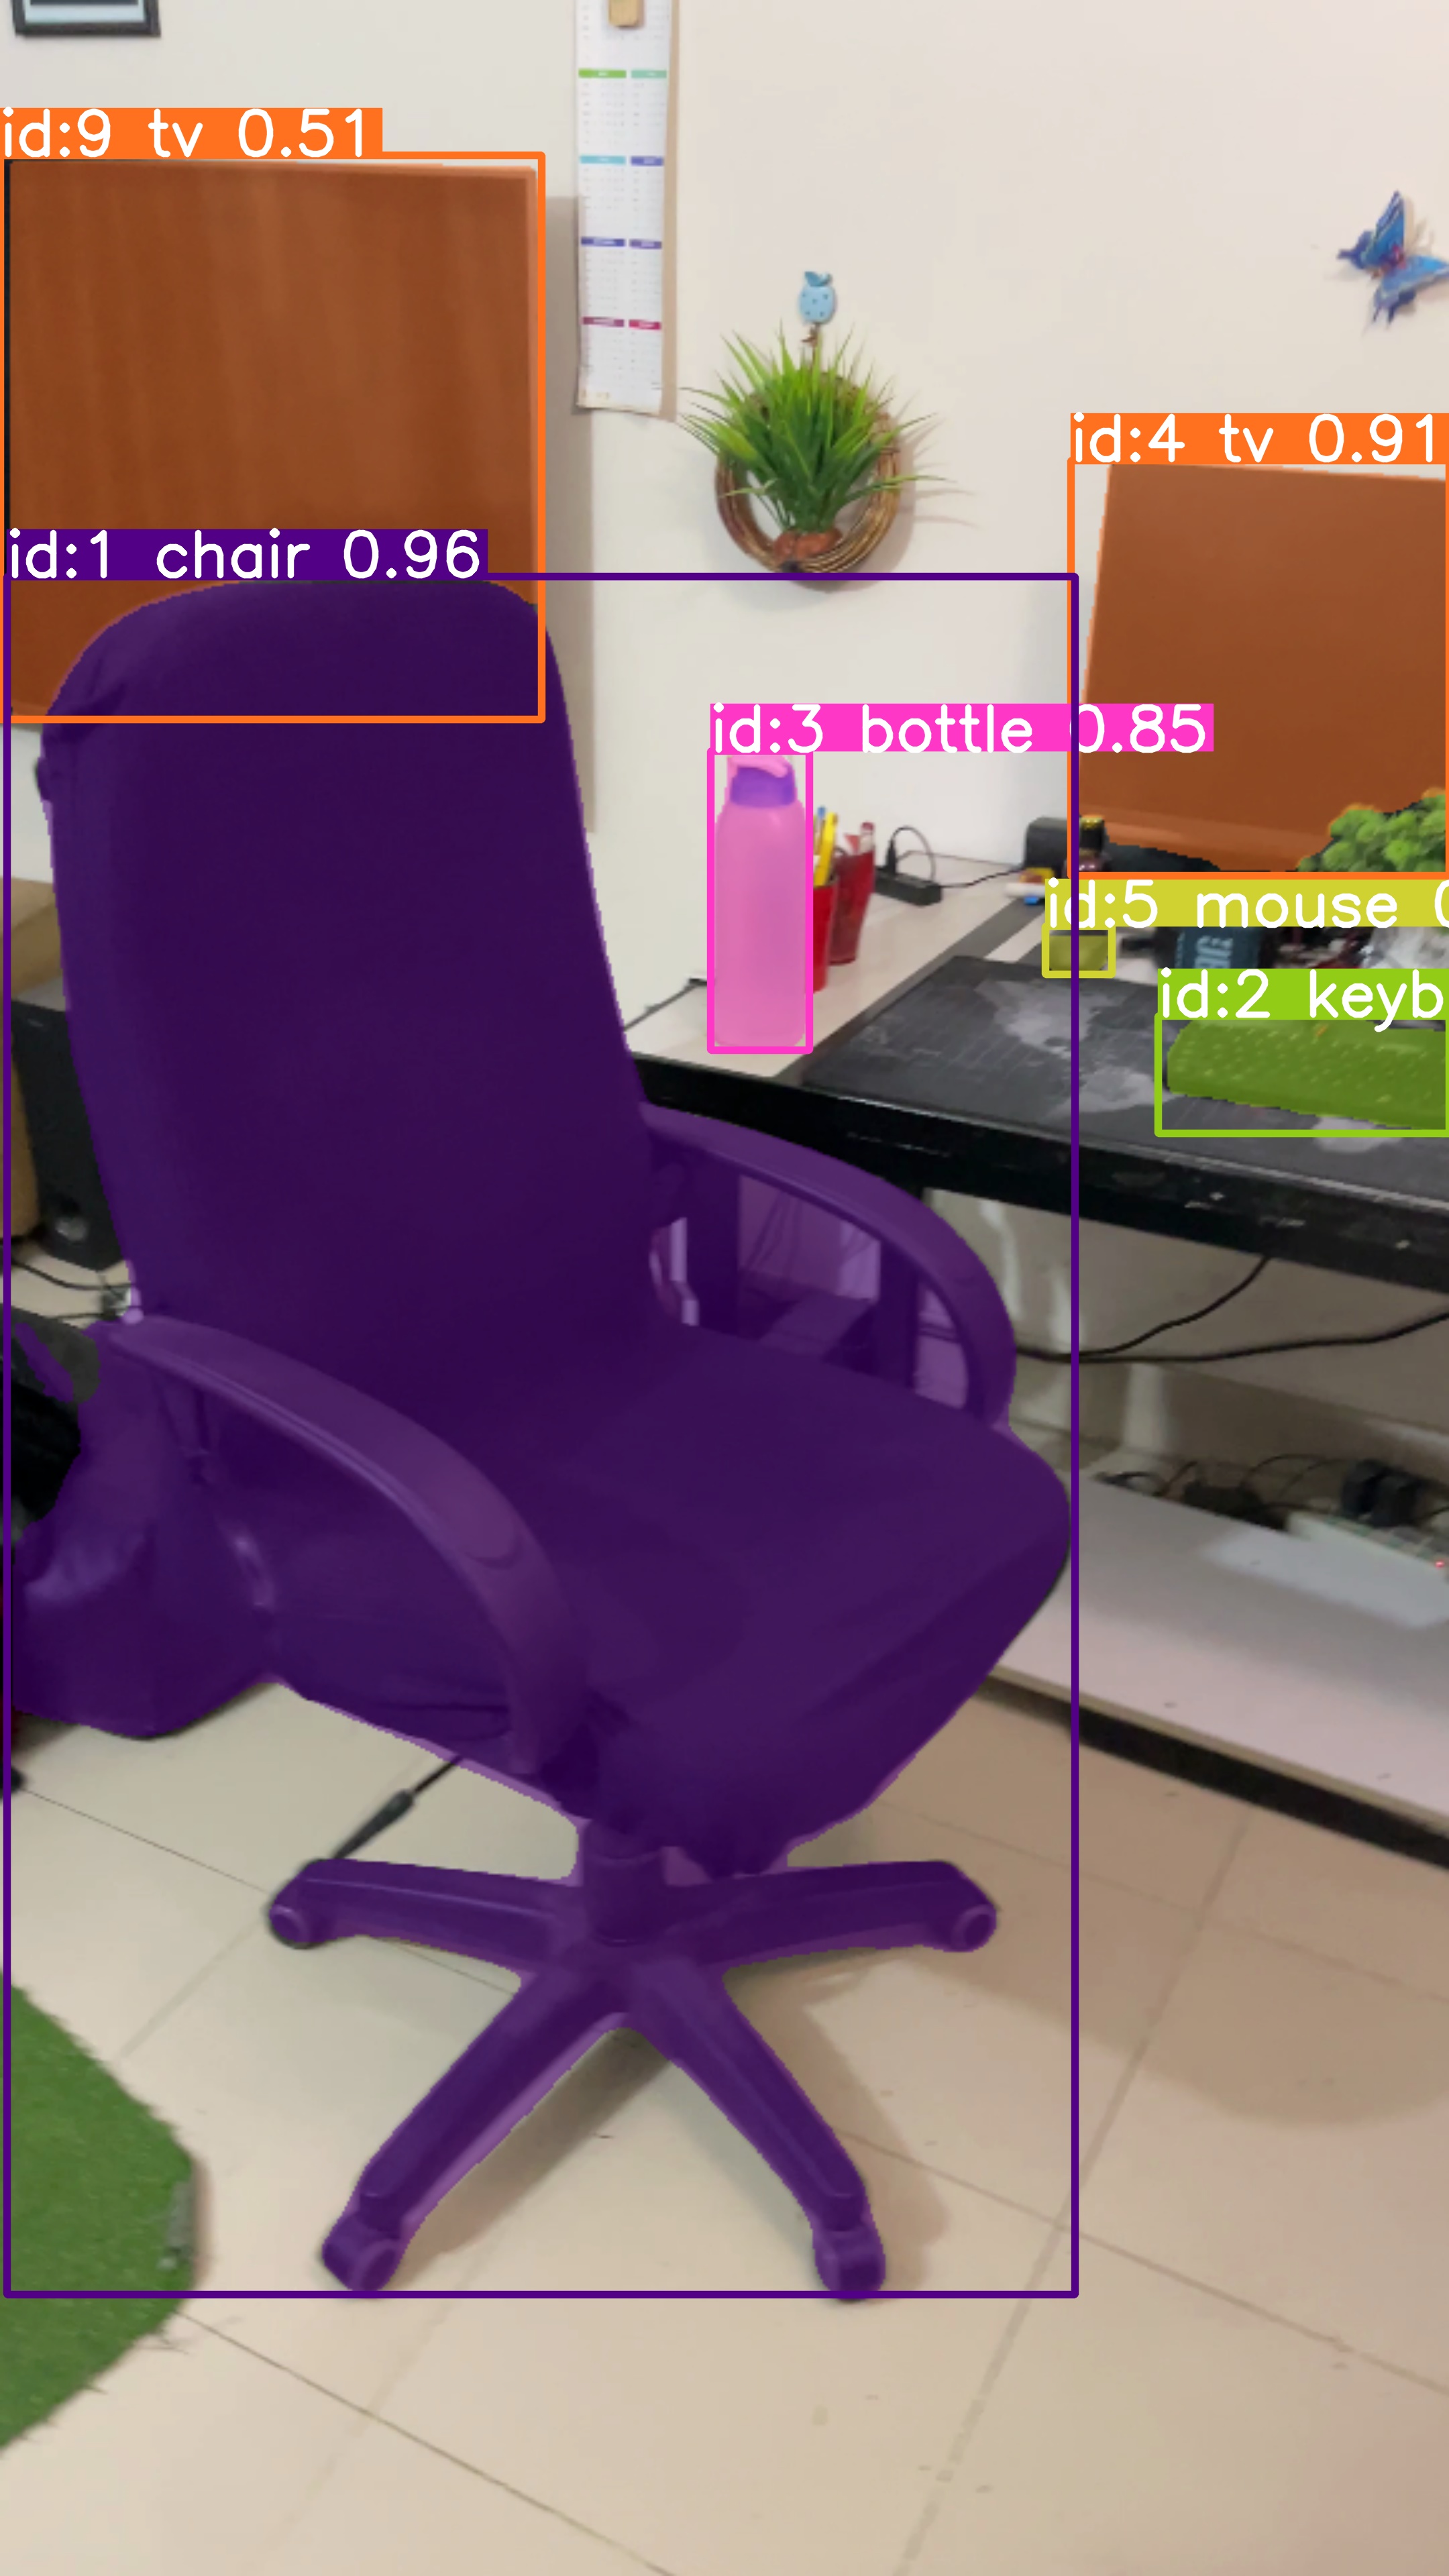 id:9 tv 0.51
id:4 tv 0.91
id:1 chair 0.96
id:3 bottle 0.85
id:5 mouse 0
id:2 keyb